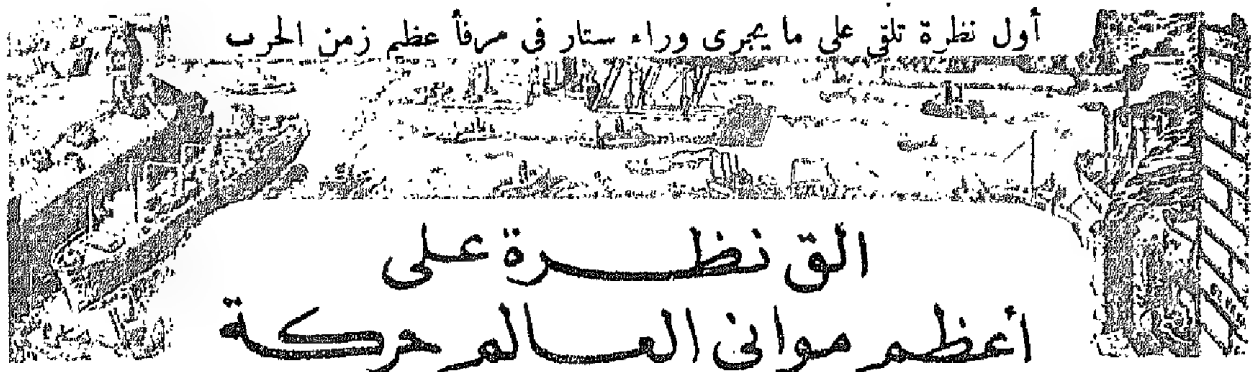 أول نظرة تلقى على ما يجرى وراء ستار فى مرفأ عظيم زمن الحرب
ألق نظرة على
أعظم موانى العالم حركة